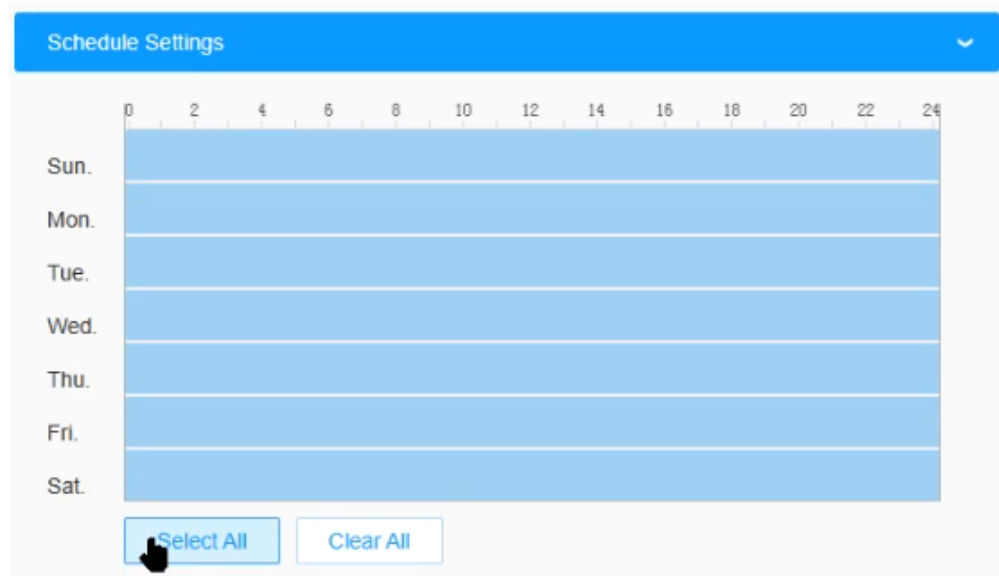 Schedule Settings
0 2 4 6 8 10 12 14 16 18 20 22 24
Sun.
Mon.
Tue.
Wed.
Thu.
Fri.
Sat.
Select All Clear All